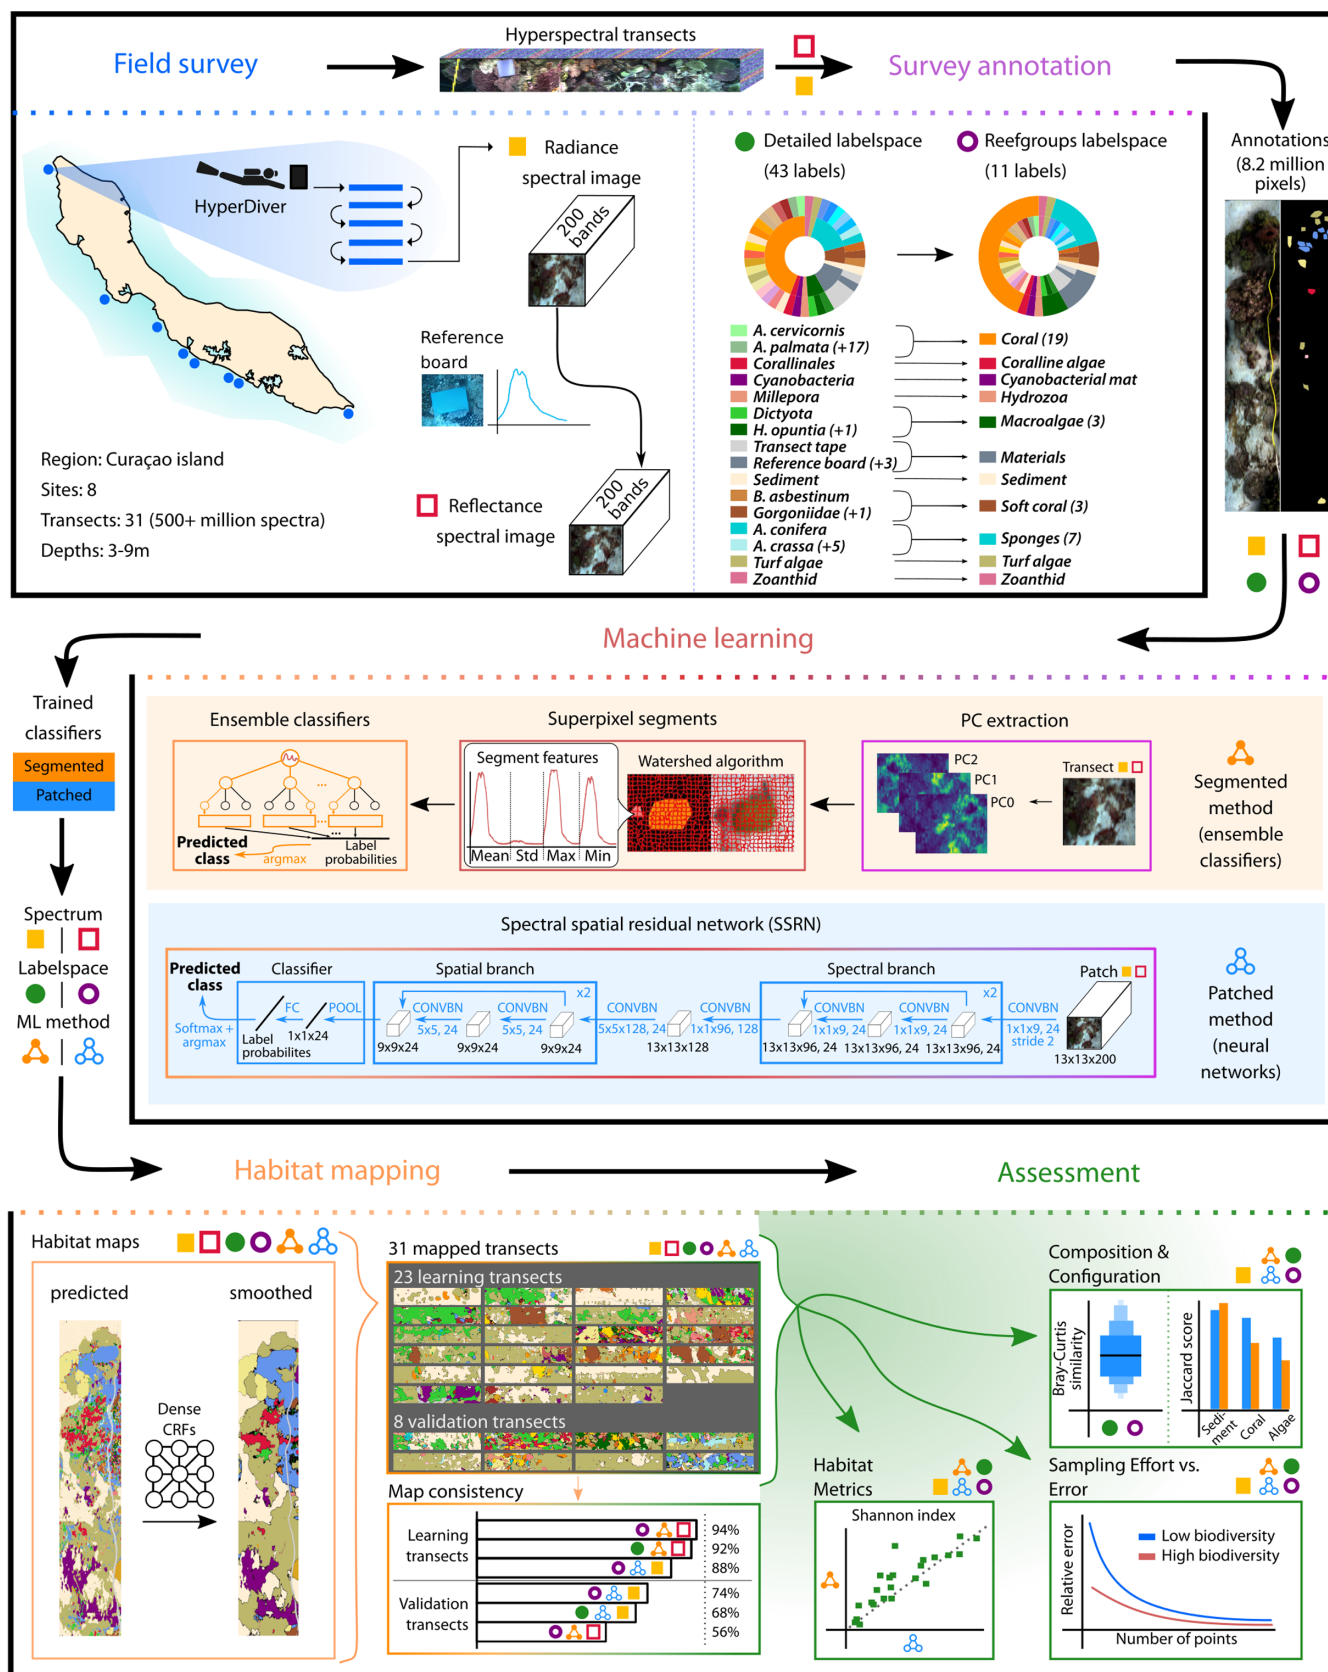 Field survey
Hyperspectral transects
Survey annotation
HyperDiver
Radiance
spectral image
200
bands
Reference
board
Reflectance
spectral image
200
bands
Region: Curaçao island
Sites: 8
Transects: 31 (500+ million spectra)
Depths: 3-9m
Detailed labelspace
(43 labels)
Reefgroups labelspace
(11 labels)
A. cervicornis
A. palmata (+17)
Corallinales
Cyanobacteria
Millepora
Dictyota
H. opuntia (+1)
Transect tape
Reference board (+3)
Sediment
B. asbestinum
Gorgoniidae (+1)
A. conifera
A. crassa (+5)
Turf algae
Zoanthid
Coral (19)
Coralline algae
Cyanobacterial mat
Hydrozoa
Macroalgae (3)
Materials
Sediment
Soft coral (3)
Sponges (7)
Turf algae
Zoanthid
Annotations
(8.2 million
pixels)
Machine learning
Trained
classifiers
Segmented
Patched
Spectrum
Labelspace
ML method
Ensemble classifiers
...
...
...
Predicted
class
argmax
Label
probabilities
Superpixel segments
Segment features
Mean Std Max Min
Watershed algorithm
PC extraction
PC2
PC1
PC0
Transect
Segmented
method
(ensemble
classifiers)
Spectral spatial residual network (SSRN)
Predicted
class
Softmax +
argmax
Classifier
FC
POOL
1x1x24
Label
probabilites
Spatial branch
x2
CONVBN
5x5, 24
CONVBN
5x5, 24
9x9x24
9x9x24
9x9x24
CONVBN
5x5x128, 24
13x13x128
CONVBN
1x1x96, 128
Spectral branch
x2
CONVBN
1x1x9, 24
CONVBN
1x1x9, 24
13x13x96, 24
13x13x96, 24
13x13x96, 24
CONVBN
1x1x9, 24
stride 2
Patch
13x13x200
Patched
method
(neural
networks)
Habitat mapping
Assessment
Habitat maps
predicted
smoothed
Dense
CRFs
31 mapped transects
23 learning transects
8 validation transects
Map consistency
Learning
transects
94%
92%
88%
Validation
transects
74%
68%
56%
Habitat
Metrics
Shannon index
Composition &
Configuration
Bray-Curtis
similarity
Jaccard score
Sedi-
ment
Coral
Algae
Sampling Effort vs.
Error
Relative error
Low biodiversity
High biodiversity
Number of points